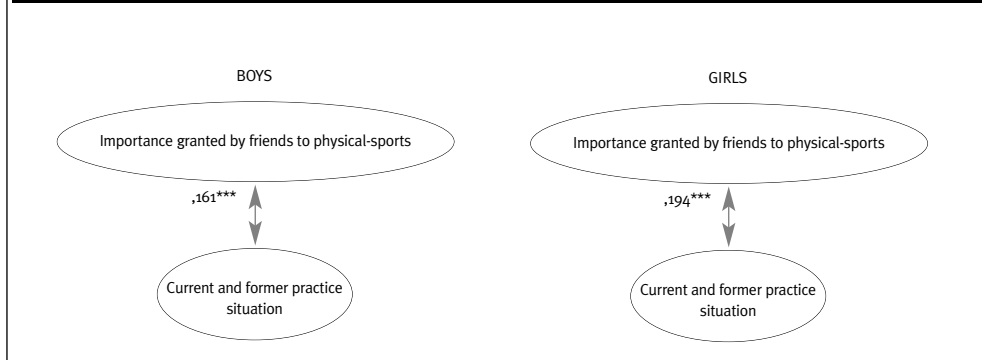 BOYS
Importance granted by friends to physical-sports
,161***
Current and former practice
situation
GIRLS
Importance granted by friends to physical-sports
,194***
Current and former practice
situation